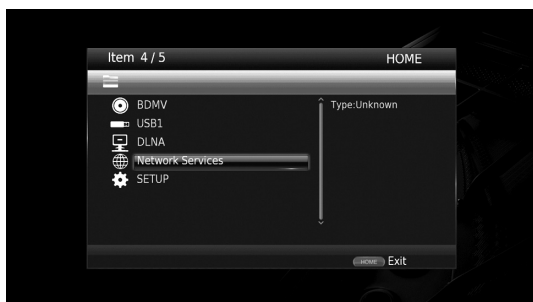 Item 4 / 5 HOME
BDMV Type:Unknown
USB1
DLNA
Network Services
SETUP
HOME Exit